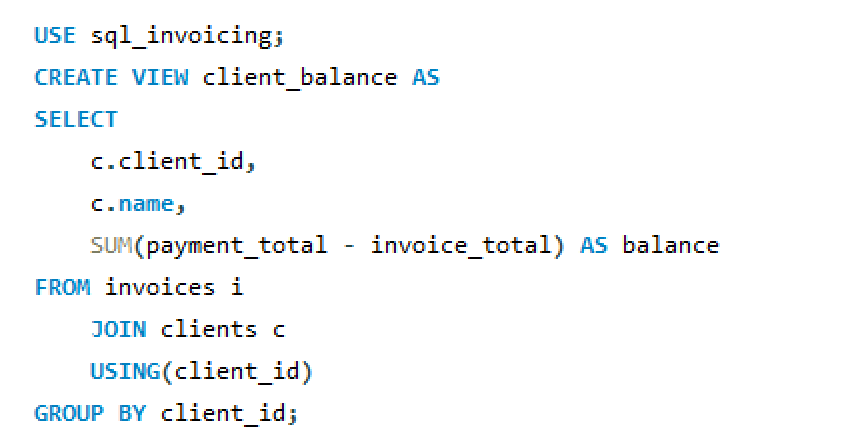 USE sql_invoicing;
CREATE VIEW client_balance AS
SELECT
    c.client_id,
    c.name,
    SUM(payment_total - invoice_total) AS balance
FROM invoices i
    JOIN clients c
    USING(client_id)
GROUP BY client_id;